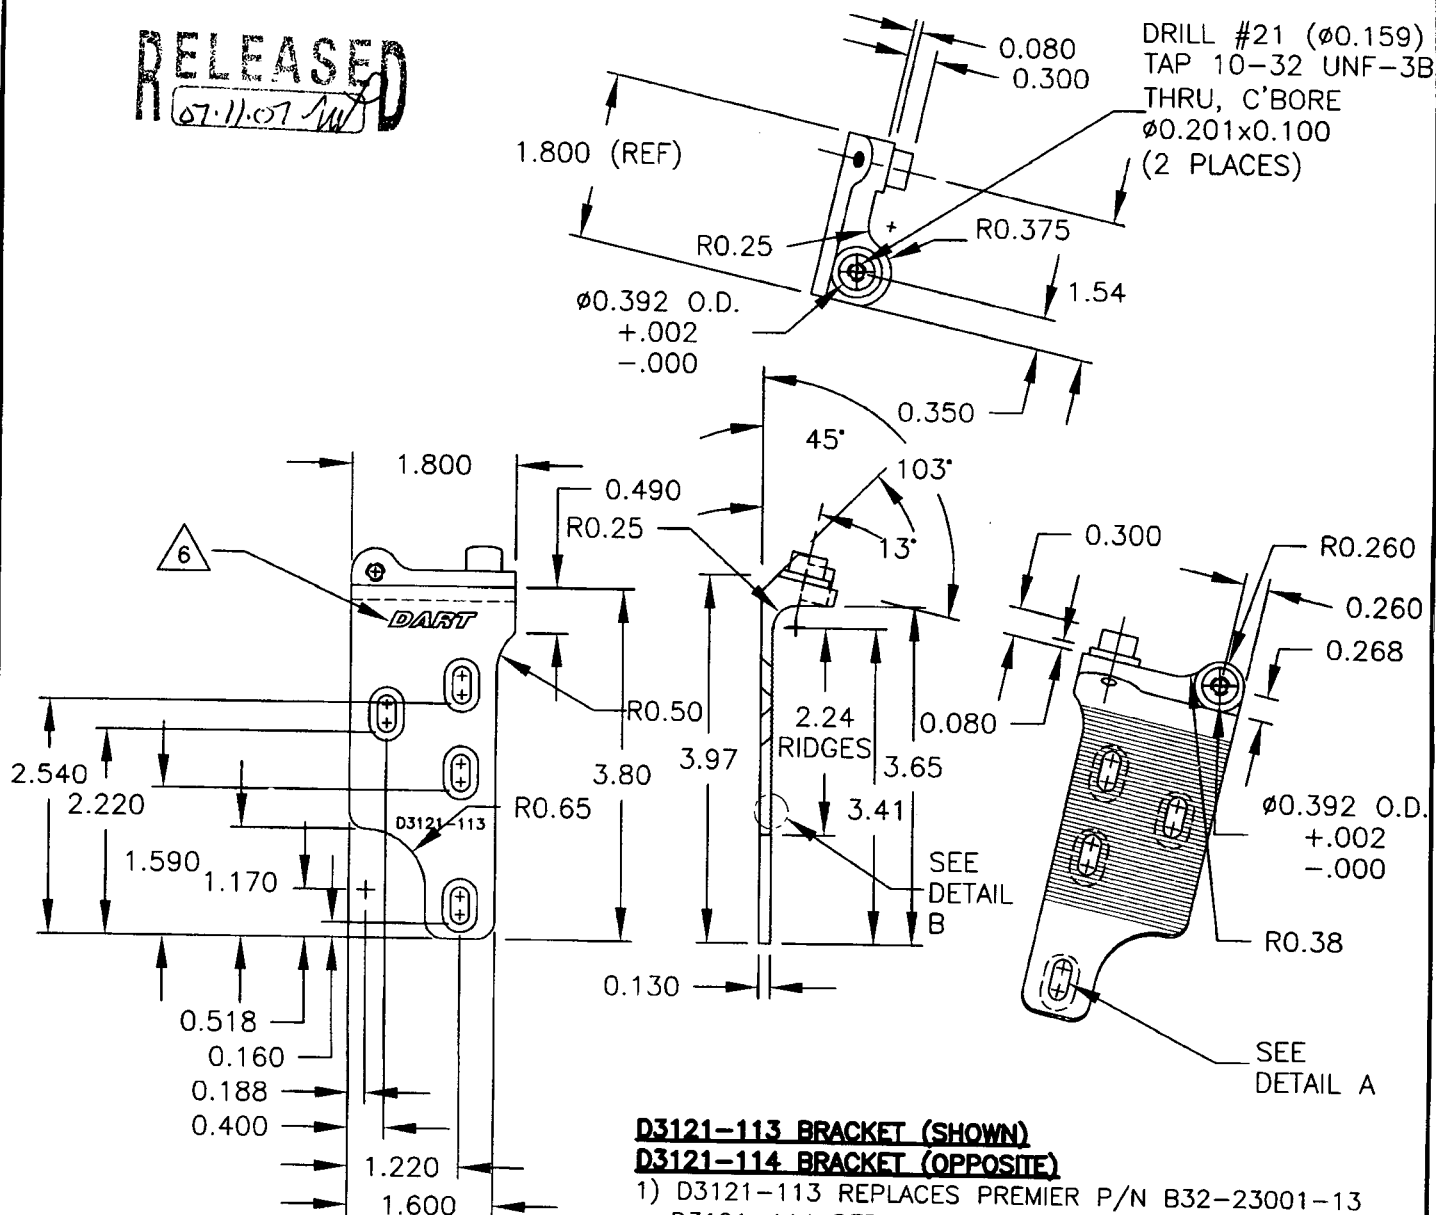 RELEASED
07.11.07
0.080
0.300
DRILL #21 (ø0.159)
TAP 10-32 UNF-3B
THRU, C'BORE
ø0.201x0.100
(2 PLACES)
1.800 (REF)
R0.25
R0.375
ø0.392 O.D.
+.002
-.000
1.54
0.350
45°
103°
13°
1.800
0.490
R0.25
6
DART
R0.50
2.540
2.220
1.590
1.170
D3121-113
R0.65
3.80
3.97
2.24
RIDGES
3.65
3.41
SEE
DETAIL
B
0.130
0.518
0.160
0.188
0.400
1.220
1.600
0.300
R0.260
0.260
0.268
0.080
ø0.392 O.D.
+.002
-.000
R0.38
SEE
DETAIL A
D3121-113 BRACKET (SHOWN)
D3121-114 BRACKET (OPPOSITE)
1) D3121-113 REPLACES PREMIER P/N B32-23001-13